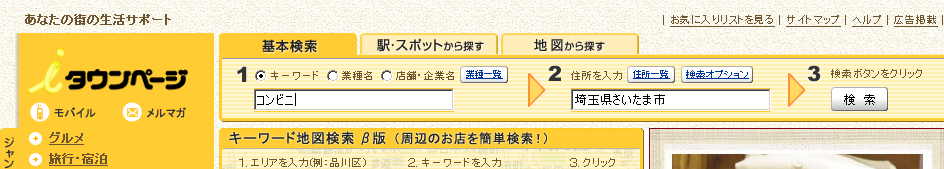 あなたの街の生活サポート
| お気に入りリストを見る | サイトマップ | ヘルプ | 広告掲載
iタウンページ
モバイル メルマガ
ジャン
グルメ
旅行・宿泊
基本検索 駅・スポットから探す 地図から探す
1 キーワード 業種名 店舗・企業名 業種一覧
コンビニ
2 住所を入力 住所一覧 検索オプション
埼玉県さいたま市
3 検索ボタンをクリック
検索
キーワード地図検索 β版（周辺のお店を簡単検索！）
1. エリアを入力(例：品川区) 2. キーワードを入力 3. クリック